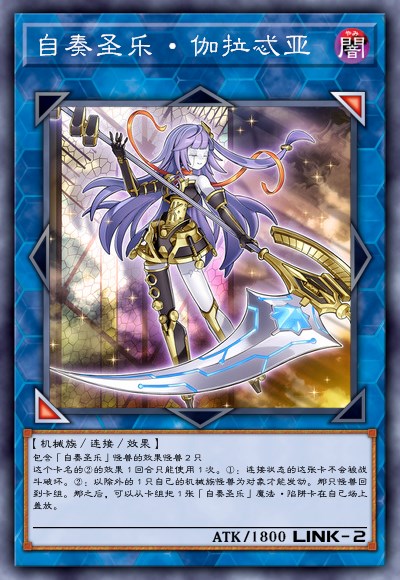 自奏圣乐・伽拉忒亚
やみ
闇
【机械族/连接/效果】
包含「自奏圣乐」怪兽的效果怪兽2只
这个卡名的②的效果1回合只能使用1次。①：连接状态的这张卡不会被战
斗破坏。②：以除外的1只自己的机械族怪兽为对象才能发动。那只怪兽回
到卡组。那之后，可以从卡组把1张「自奏圣乐」魔法・陷阱卡在自己场上
盖放。
ATK/1800 LINK-2